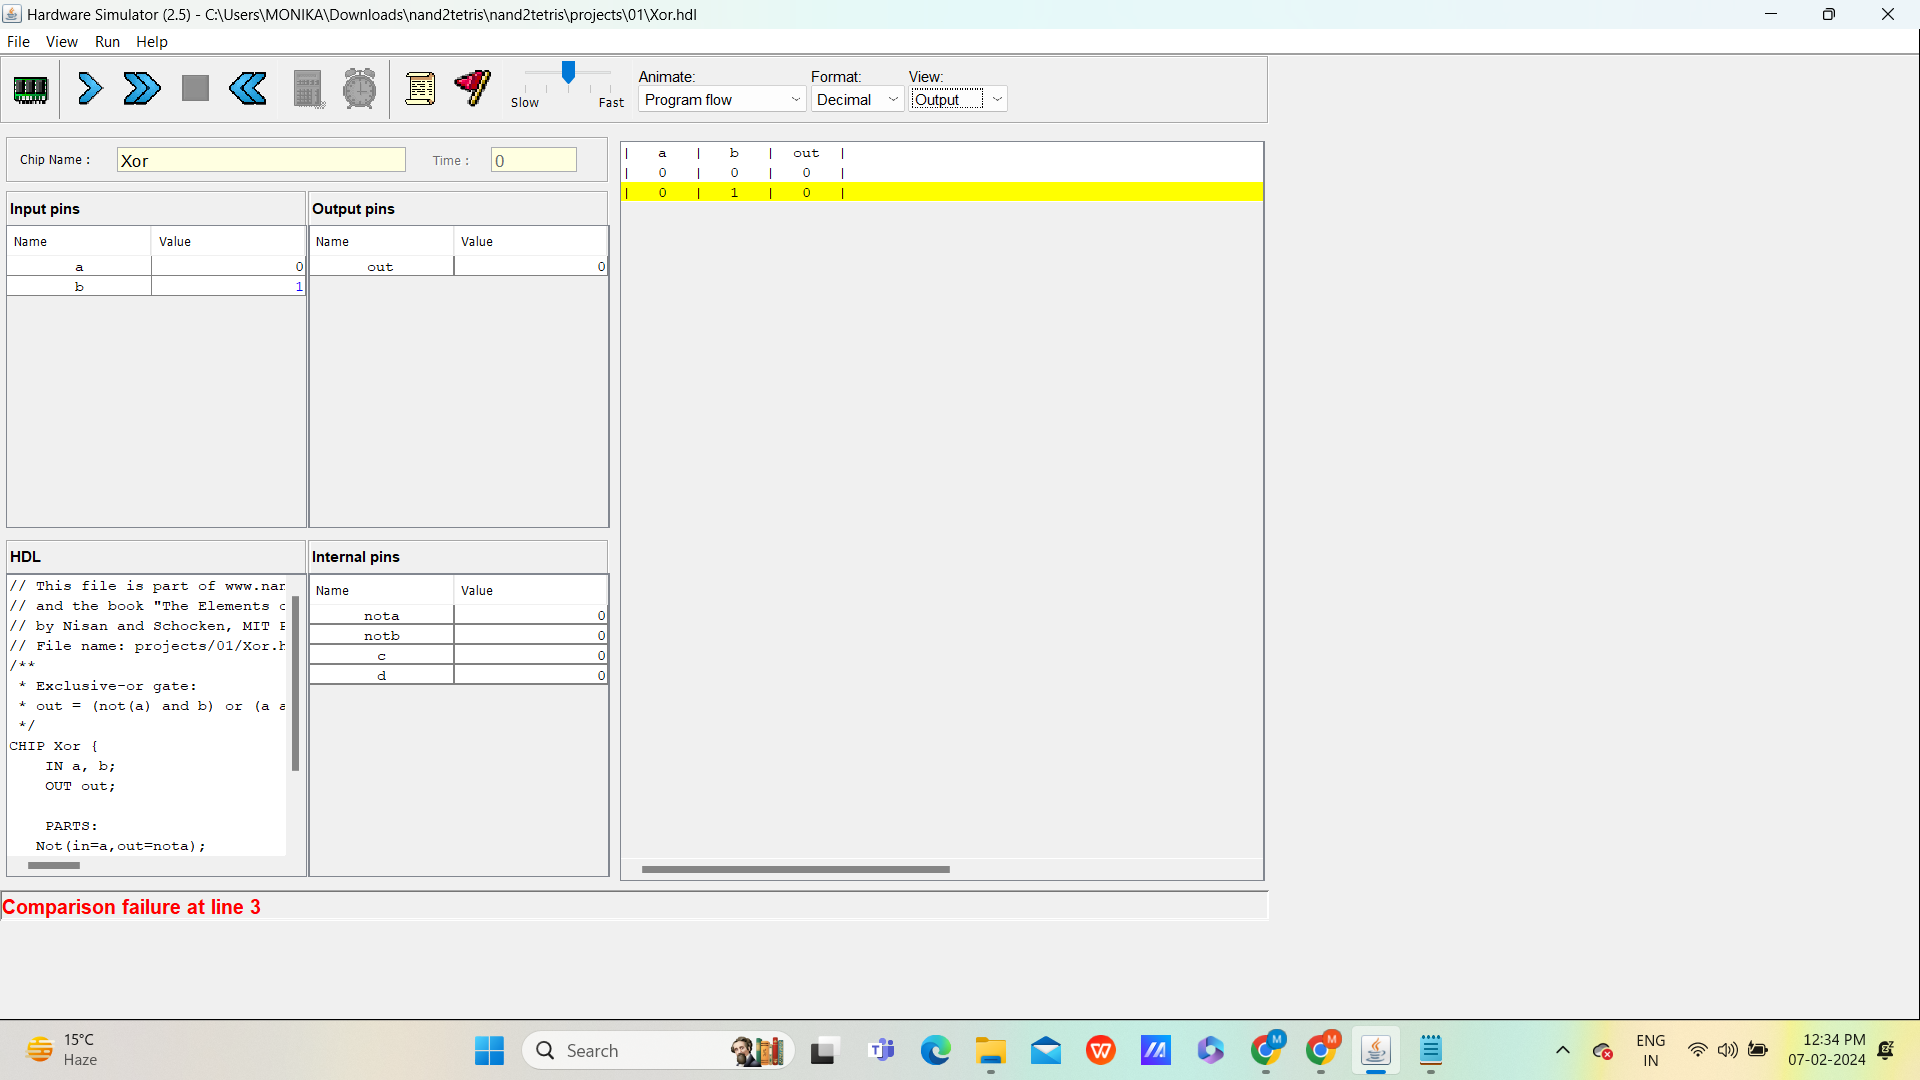 Hardware Simulator (2.5) - C:\Users\MONIKA\Downloads\nand2tetris\nand2tetris\projects\01\Xor.hdl
File View Run Help
Slow Fast
Animate: Format: View:
Program flow Decimal Output
Chip Name : Xor Time : 0
| a | b | out |
| 0 | 0 | 0 |
| 0 | 1 | 0 |
Input pins
Name Value
a 0
b 1
Output pins
Name Value
out 0
HDL
// This file is part of www.nan
// and the book "The Elements o
// by Nisan and Schocken, MIT P
// File name: projects/01/Xor.h
/**
* Exclusive-or gate:
* out = (not(a) and b) or (a a
*/
CHIP Xor {
IN a, b;
OUT out;
PARTS:
Not(in=a,out=nota);
Internal pins
Name Value
nota 0
notb 0
c 0
d 0
Comparison failure at line 3
15°C
Haze
Search
ENG
IN
12:34 PM
07-02-2024